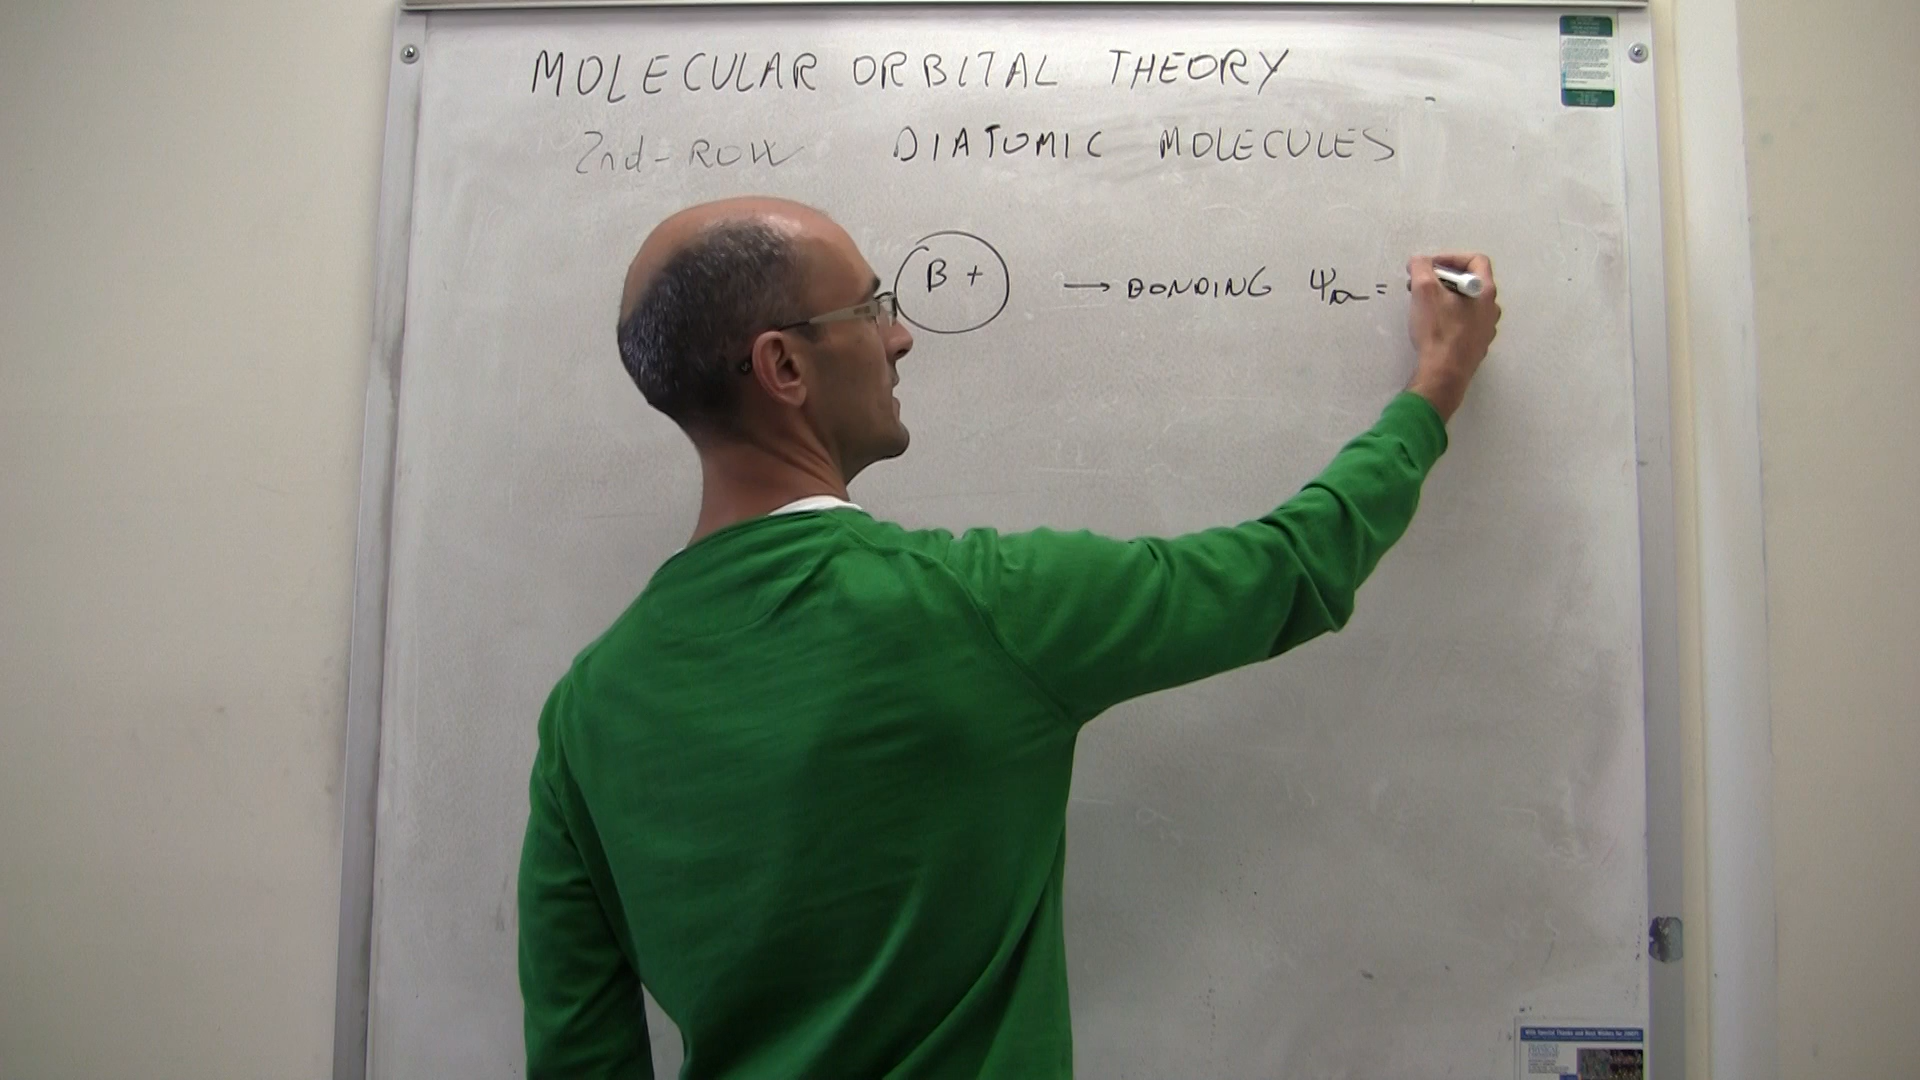 MOLECULAR ORBITAL THEORY
2nd-ROW DIATOMIC MOLECULES
B + → BONDING Ψ =